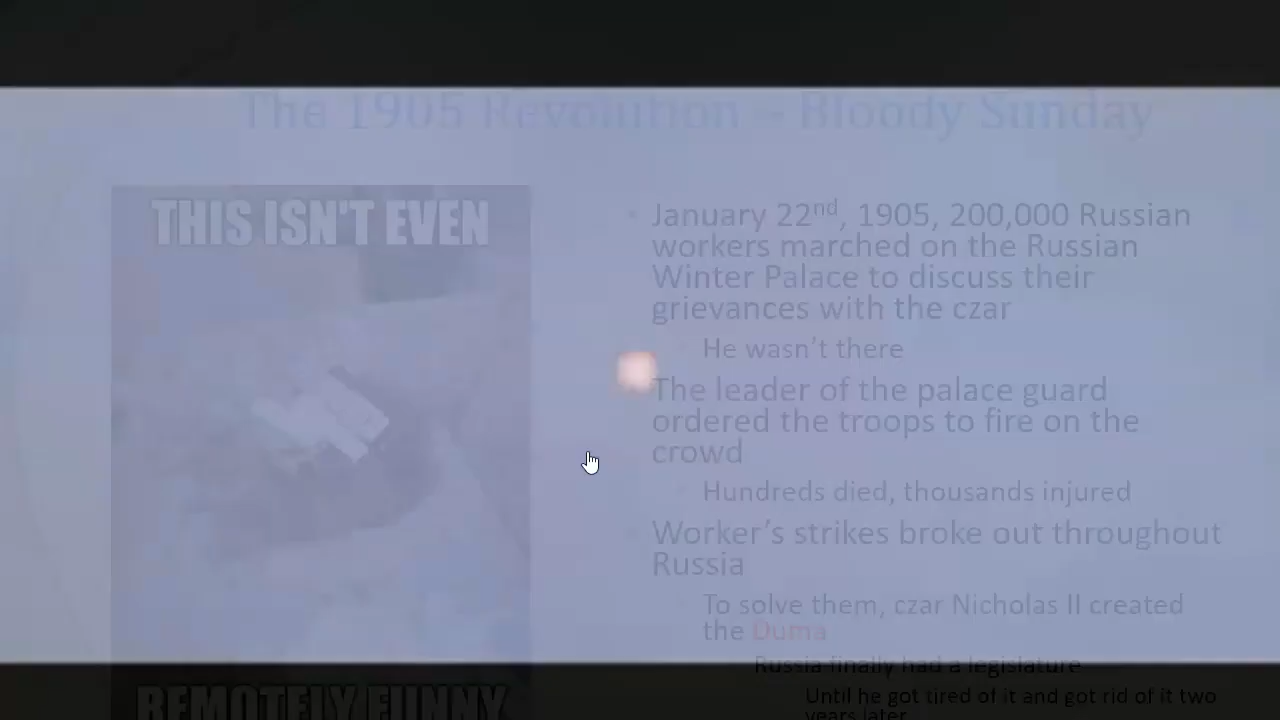 The 1905 Revolution – Bloody Sunday
THIS ISN'T EVEN
REMOTELY FUNNY
• January 22nd, 1905, 200,000 Russian
workers marched on the Russian
Winter Palace to discuss their
grievances with the czar
He wasn't there
The leader of the palace guard
ordered the troops to fire on the
crowd
Hundreds died, thousands injured
• Worker's strikes broke out throughout
Russia
To solve them, czar Nicholas II created
the Duma
Russia finally had a legislature
Until he got tired of it and got rid of it two
years later